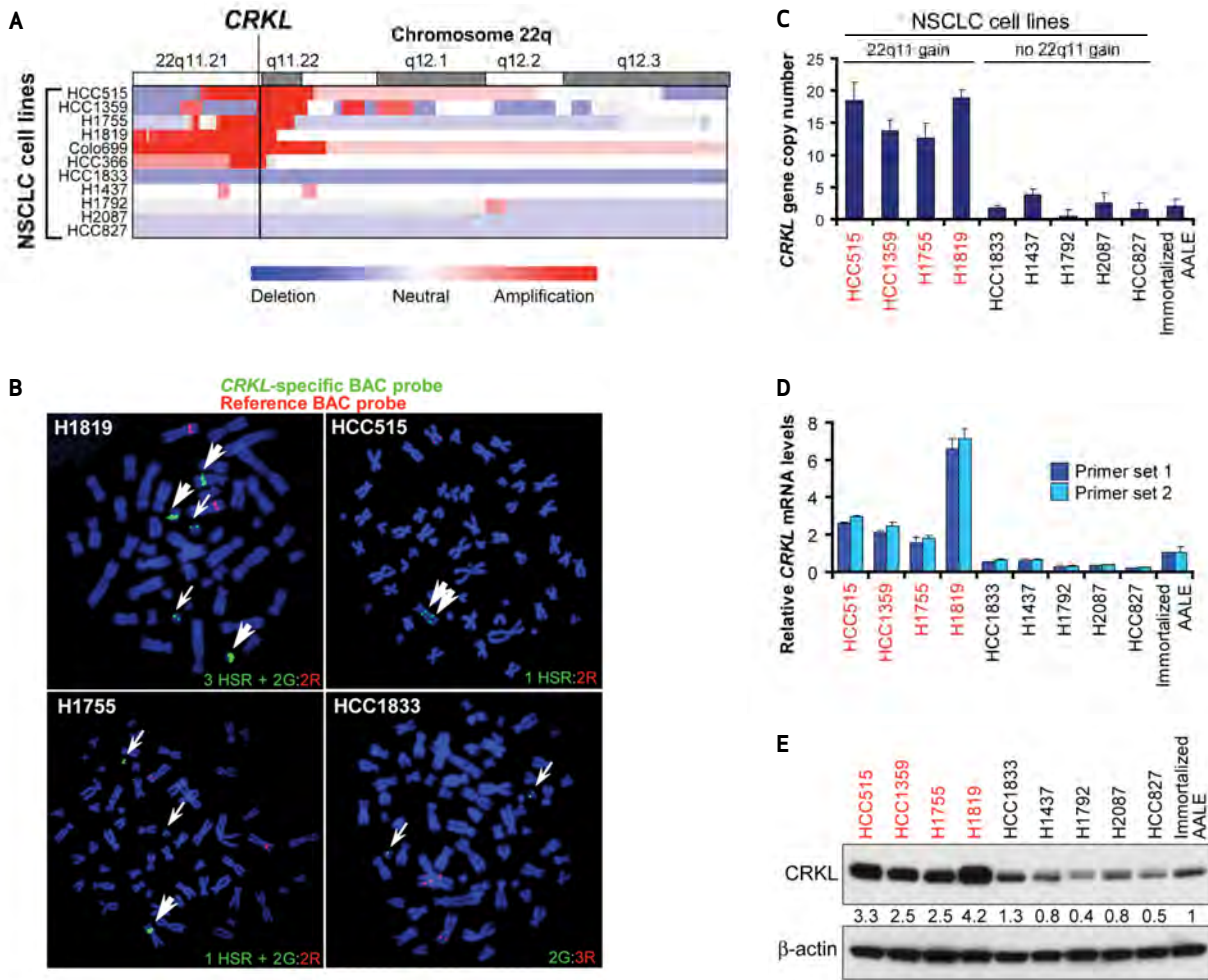 A
CRKL
Chromosome 22q
22q11.21 q11.22 q12.1 q12.2 q12.3
NSCLC cell lines
HCC515
HCC1359
H1755
H1819
Colo699
HCC366
HCC1833
H1437
H1792
H2087
HCC827
Deletion Neutral Amplification
B
CRKL-specific BAC probe
Reference BAC probe
H1819
3 HSR + 2G:2R
HCC515
1 HSR:2R
H1755
1 HSR + 2G:2R
HCC1833
2G:3R
C
NSCLC cell lines
22q11 gain no 22q11 gain
CRKL gene copy number
25
20
15
10
5
0
HCC515
HCC1359
H1755
H1819
HCC1833
H1437
H1792
H2087
HCC827
Immortalized
AALE
D
Relative CRKL mRNA levels
8
6
4
2
0
Primer set 1
Primer set 2
HCC515
HCC1359
H1755
H1819
HCC1833
H1437
H1792
H2087
HCC827
Immortalized
AALE
E
HCC515
HCC1359
H1755
H1819
HCC1833
H1437
H1792
H2087
HCC827
Immortalized
AALE
CRKL
3.3 2.5 2.5 4.2 1.3 0.8 0.4 0.8 0.5 1
β-actin